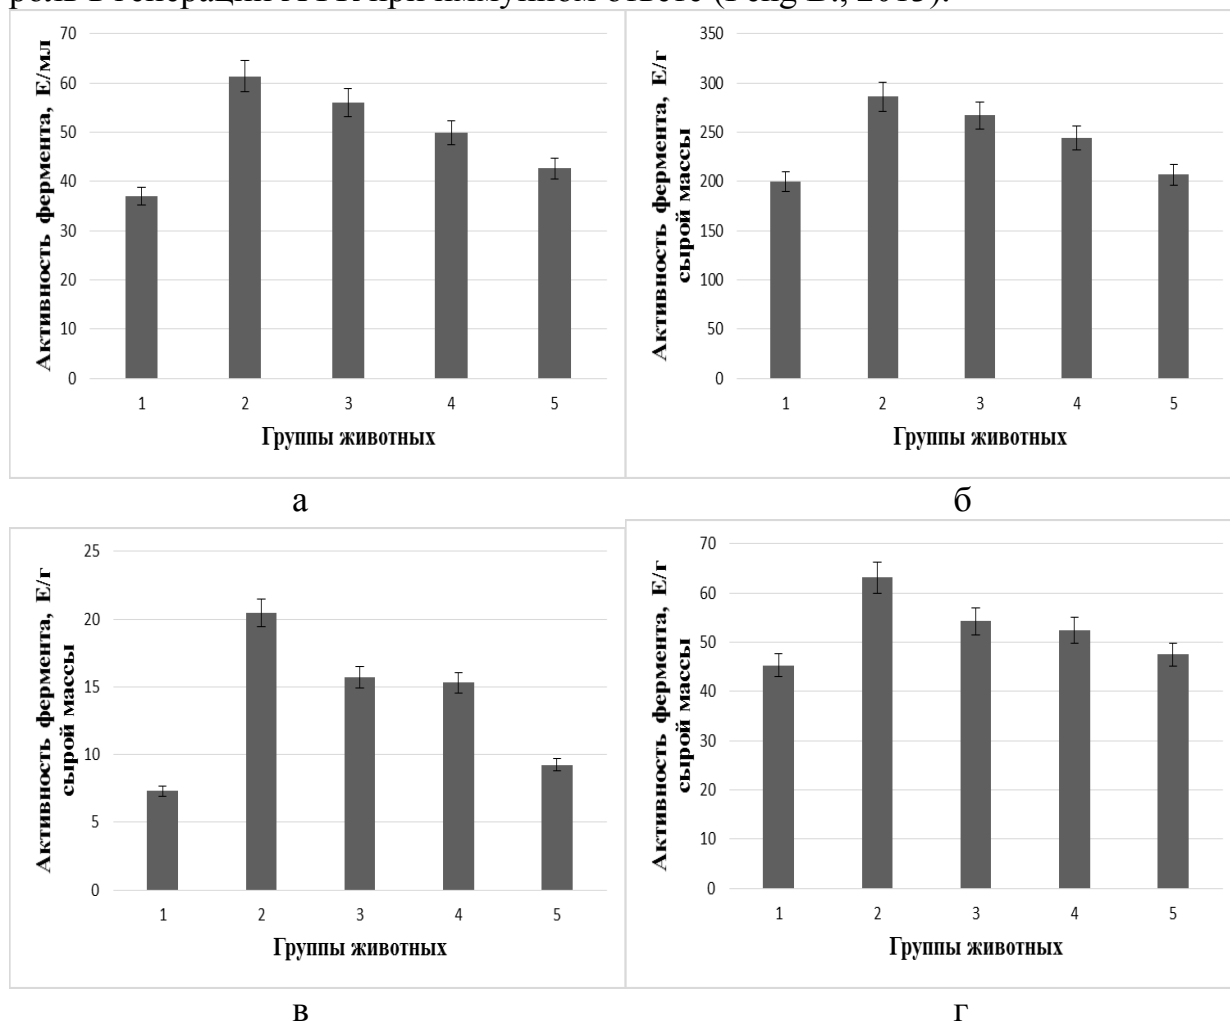 роль в генерации АФК при иммунном ответе (Feng B., 2013).
Активность фермента, Е/мл
70
60
50
40
30
20
10
0
1 2 3 4 5
Группы животных
а
Активность фермента, Е/г
сырой массы
350
300
250
200
150
100
50
0
1 2 3 4 5
Группы животных
б
Активность фермента, Е/г
сырой массы
25
20
15
10
5
0
1 2 3 4 5
Группы животных
в
Активность фермента, Е/г
сырой массы
70
60
50
40
30
20
10
0
1 2 3 4 5
Группы животных
г